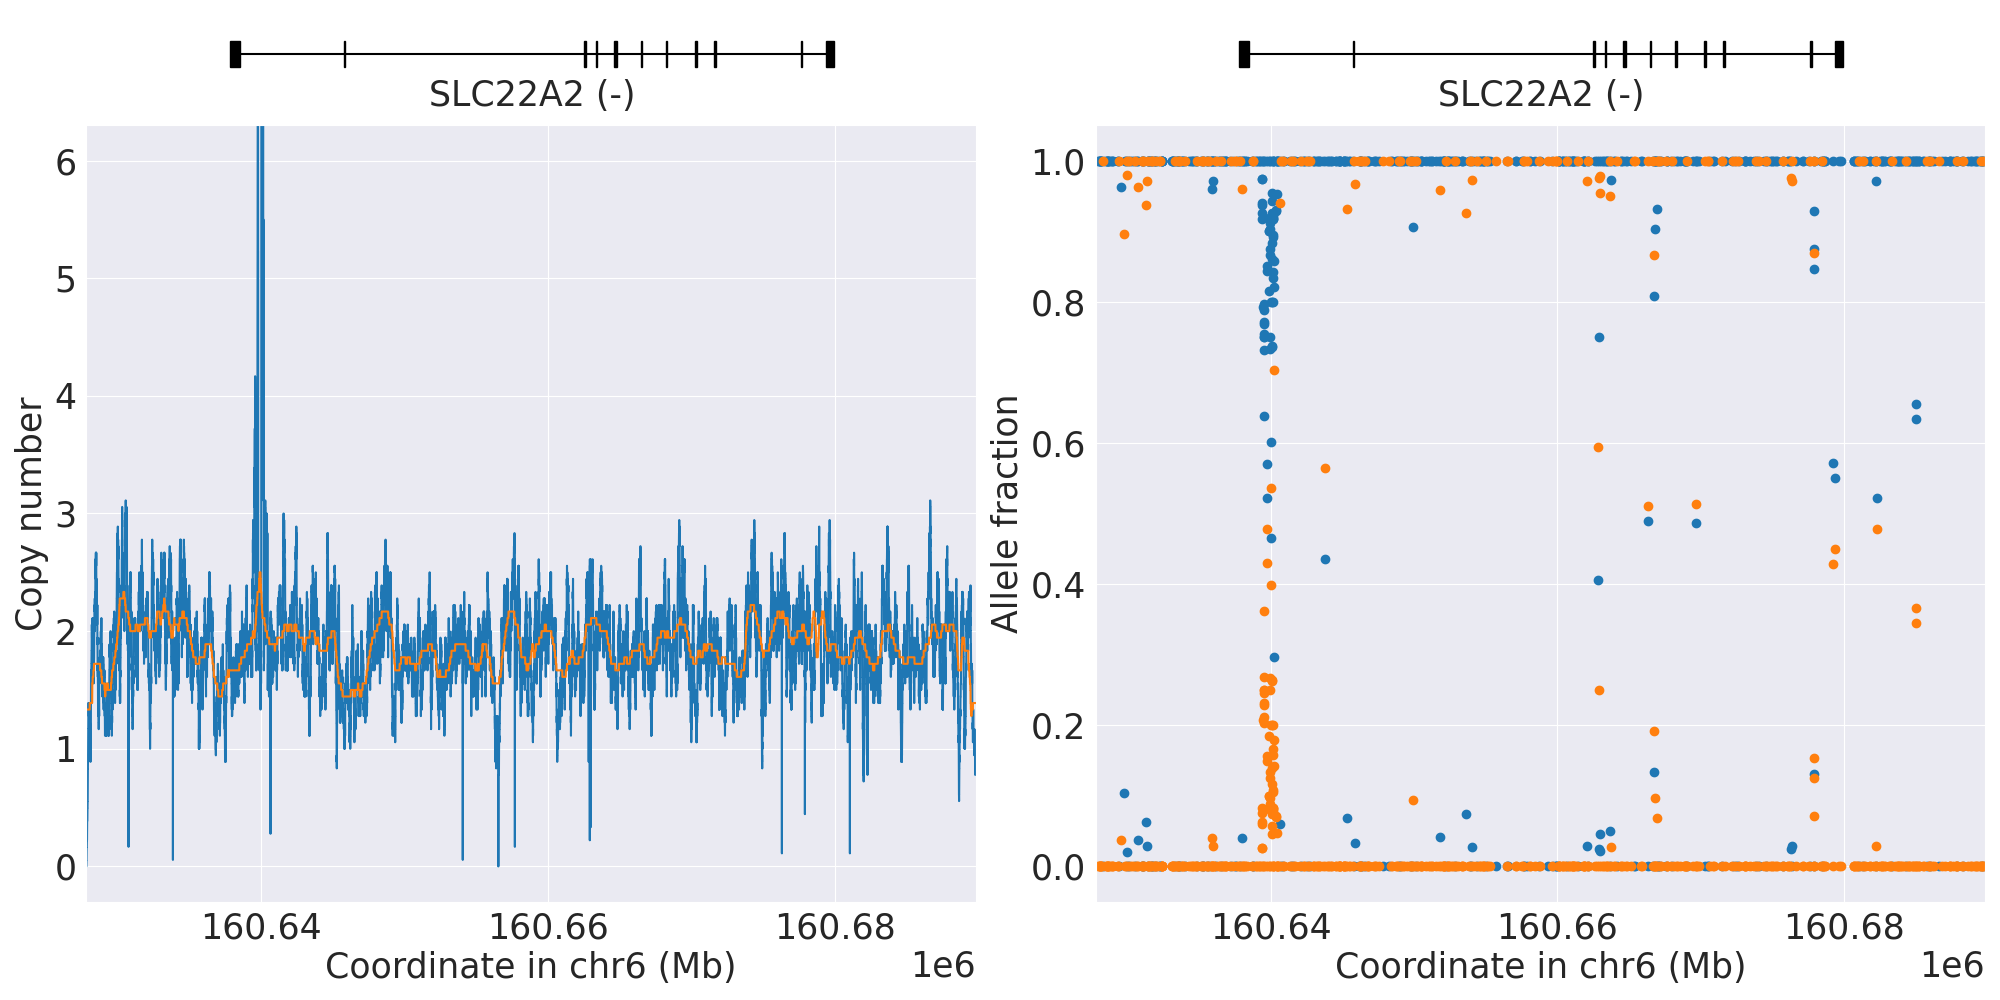 SLC22A2 (-)
6
5
4
3
2
1
0
Copy number
160.64 160.66 160.68
Coordinate in chr6 (Mb) 1e6
SLC22A2 (-)
1.0
0.8
0.6
0.4
0.2
0.0
Allele fraction
160.64 160.66 160.68
Coordinate in chr6 (Mb) 1e6